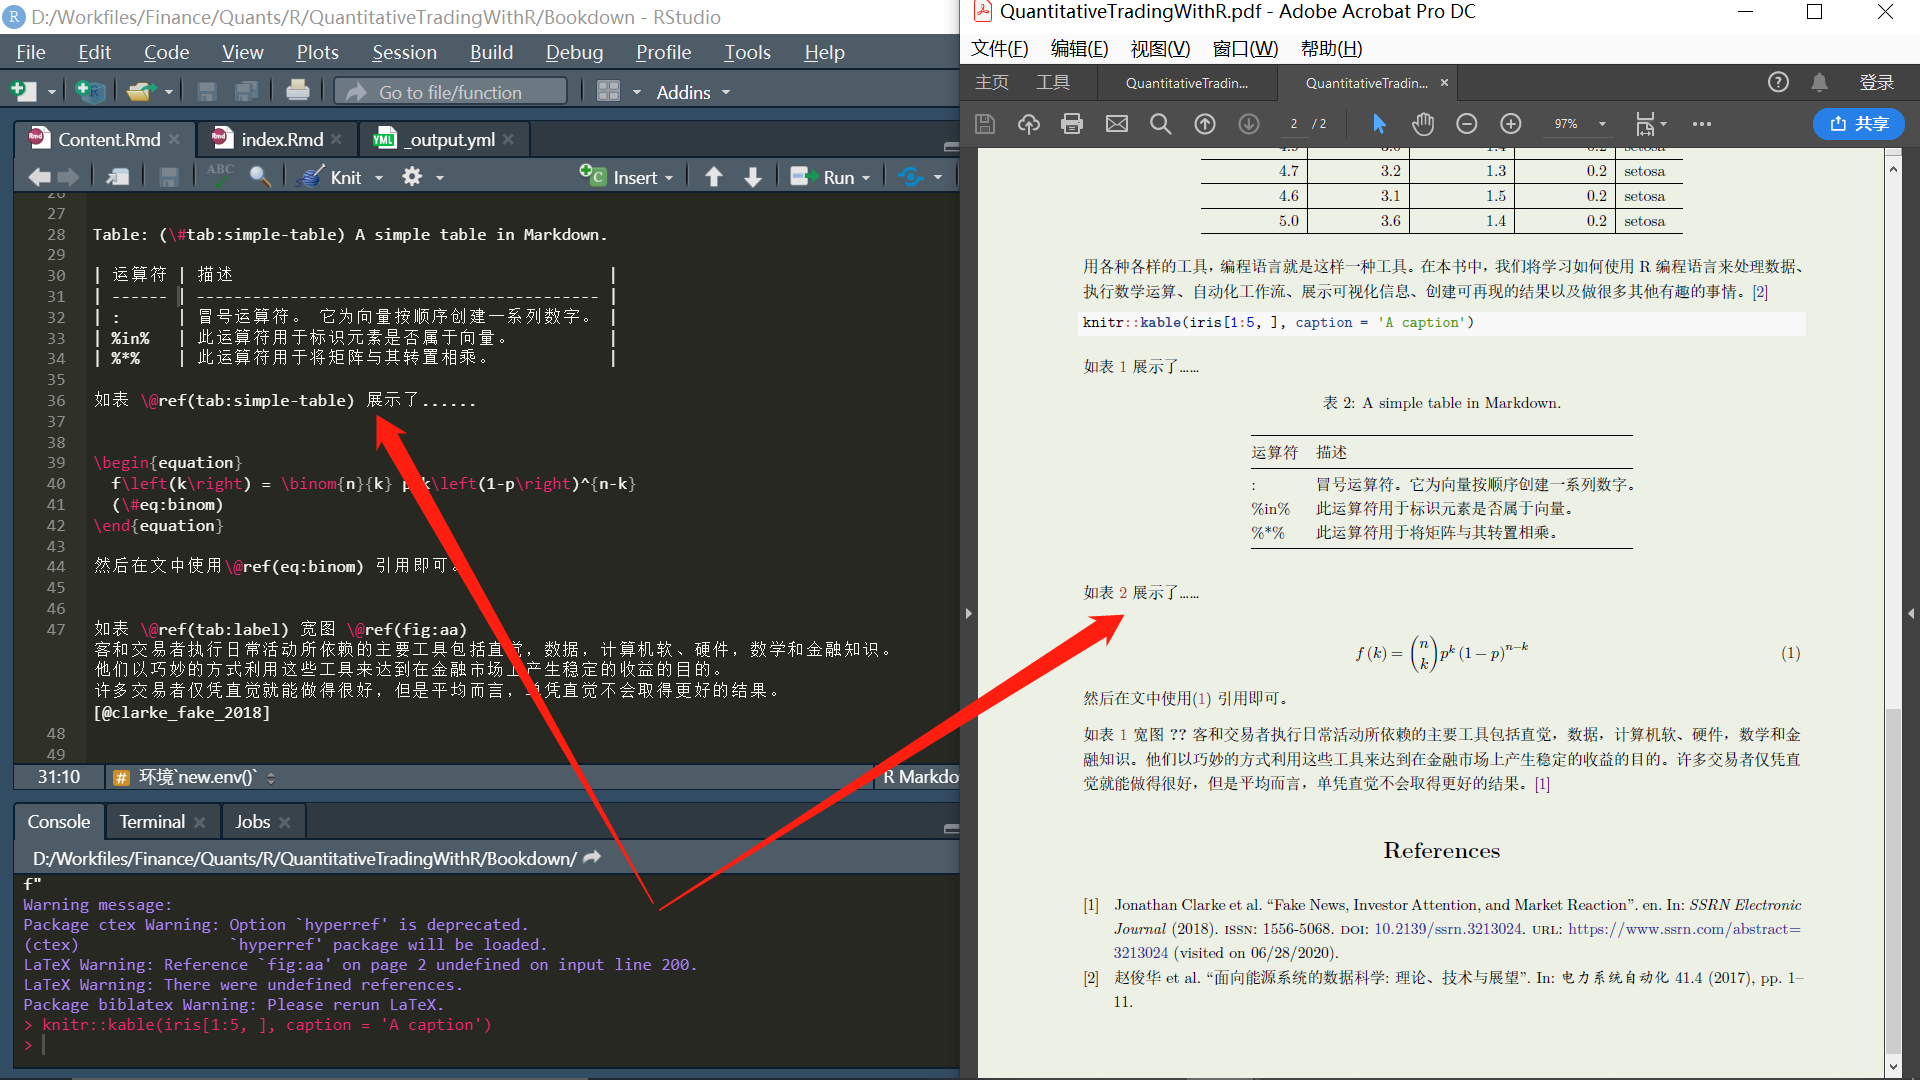 D:/Workfiles/Finance/Quants/R/QuantitativeTradingWithR/Bookdown - RStudio
File Edit Code View Plots Session Build Debug Profile Tools Help
Go to file/function Addins
Content.Rmd index.Rmd _output.yml
ABC Knit Insert Run
26
27
28 Table: (\#tab:simple-table) A simple table in Markdown.
29
30 | 运算符 | 描述 |
31 | ------ | -------------------------------------------- |
32 | : | 冒号运算符。 它为向量按顺序创建一系列数字。 |
33 | %in% | 此运算符用于标识元素是否属于向量。 |
34 | %*% | 此运算符用于将矩阵与其转置相乘。 |
35
36 如表 \@ref(tab:simple-table) 展示了......
37
38
39 \begin{equation}
40 f\left(k\right) = \binom{n}{k} p^k\left(1-p\right)^{n-k}
41 (\#eq:binom)
42 \end{equation}
43
44 然后在文中使用\@ref(eq:binom) 引用即可。
45
46
47 如表 \@ref(tab:label) 宽图 \@ref(fig:aa)
客和交易者执行日常活动所依赖的主要工具包括直觉，数据，计算机软、硬件，数学和金融知识。
他们以巧妙的方式利用这些工具来达到在金融市场上产生稳定的收益的目的。
许多交易者仅凭直觉就能做得很好，但是平均而言，单凭直觉不会取得更好的结果。
[@clarke_fake_2018]
48
49
31:10 # 环境`new.env()` R Markdo
Console Terminal Jobs
D:/Workfiles/Finance/Quants/R/QuantitativeTradingWithR/Bookdown/
f"
Warning message:
Package ctex Warning: Option `hyperref' is deprecated.
(ctex) `hyperref' package will be loaded.
LaTeX Warning: Reference `fig:aa' on page 2 undefined on input line 200.
LaTeX Warning: There were undefined references.
Package biblatex Warning: Please rerun LaTeX.
> knitr::kable(iris[1:5, ], caption = 'A caption')
>
QuantitativeTradingWithR.pdf - Adobe Acrobat Pro DC
文件(F) 编辑(E) 视图(V) 窗口(W) 帮助(H)
主页 工具 QuantitativeTradin... QuantitativeTradin... × 登录
2 / 2 97% 共享
4.7 3.2 1.3 0.2 setosa
4.6 3.1 1.5 0.2 setosa
5.0 3.6 1.4 0.2 setosa
用各种各样的工具，编程语言就是这样一种工具。在本书中，我们将学习如何使用 R 编程语言来处理数据、
执行数学运算、自动化工作流、展示可视化信息、创建可再现的结果以及做很多其他有趣的事情。[2]
knitr::kable(iris[1:5, ], caption = 'A caption')
如表 1 展示了……
表 2: A simple table in Markdown.
运算符 描述
: 冒号运算符。它为向量按顺序创建一系列数字。
%in% 此运算符用于标识元素是否属于向量。
%*% 此运算符用于将矩阵与其转置相乘。
如表 2 展示了……
f (k) = (n k) p^k (1 − p)^{n−k} (1)
然后在文中使用(1) 引用即可。
如表 1 宽图 ?? 客和交易者执行日常活动所依赖的主要工具包括直觉，数据，计算机软、硬件，数学和金
融知识。他们以巧妙的方式利用这些工具来达到在金融市场上产生稳定的收益的目的。许多交易者仅凭直
觉就能做得很好，但是平均而言，单凭直觉不会取得更好的结果。[1]
References
[1] Jonathan Clarke et al. “Fake News, Investor Attention, and Market Reaction”. en. In: SSRN Electronic
Journal (2018). ISSN: 1556-5068. DOI: 10.2139/ssrn.3213024. URL: https://www.ssrn.com/abstract=
3213024 (visited on 06/28/2020).
[2] 赵俊华 et al. “面向能源系统的数据科学: 理论、技术与展望”. In: 电力系统自动化 41.4 (2017), pp. 1–
11.